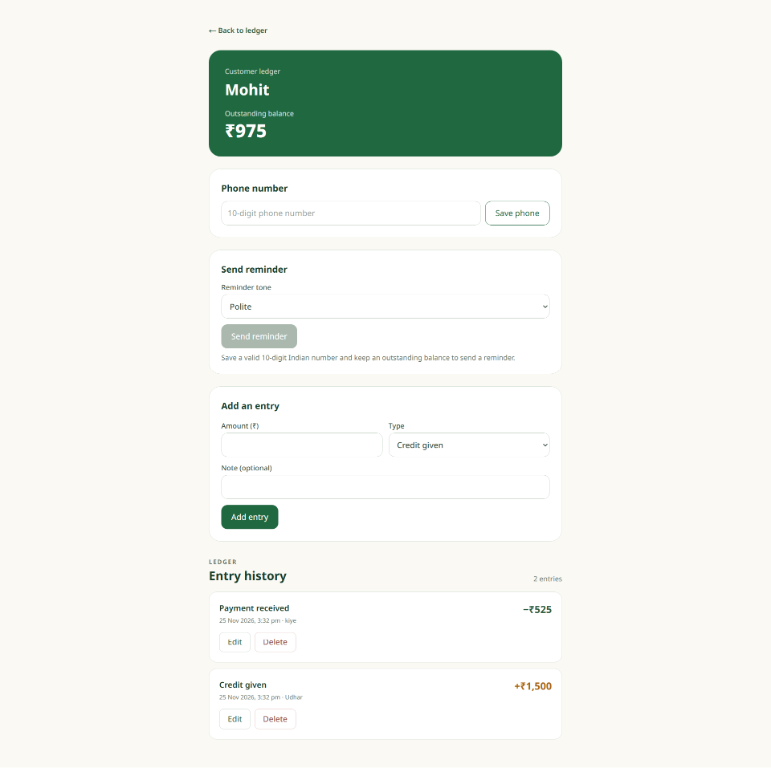 ← Back to ledger
Customer ledger
Mohit
Outstanding balance
₹975
Phone number
10-digit phone number
Save phone
Send reminder
Reminder tone
Polite
Send reminder
Save a valid 10-digit Indian number and keep an outstanding balance to send a reminder.
Add an entry
Amount (₹) Type
Credit given
Note (optional)
Add entry
LEDGER
Entry history
2 entries
Payment received −₹525
25 Nov 2026, 3:32 pm · liye
Edit Delete
Credit given +₹1,500
25 Nov 2026, 3:32 pm · Udhar
Edit Delete